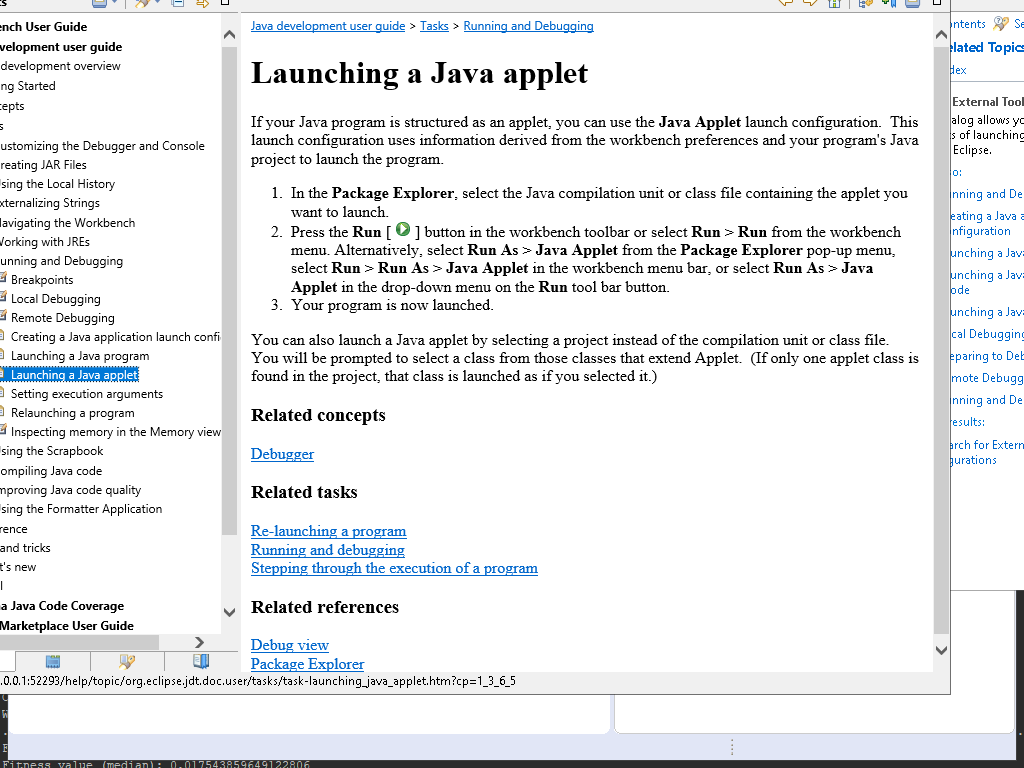 ench User Guide
velopment user guide
development overview
ng Started
cepts
s
ustomizing the Debugger and Console
reating JAR Files
sing the Local History
xternalizing Strings
avigating the Workbench
Vorking with JREs
unning and Debugging
Breakpoints
Local Debugging
Remote Debugging
Creating a Java application launch confi
Launching a Java program
Launching a Java applet
Setting execution arguments
Relaunching a program
Inspecting memory in the Memory view
sing the Scrapbook
ompiling Java code
mproving Java code quality
sing the Formatter Application
rence
and tricks
t's new
l
a Java Code Coverage
Marketplace User Guide
Java development user guide > Tasks > Running and Debugging
Launching a Java applet
If your Java program is structured as an applet, you can use the Java Applet launch configuration. This
launch configuration uses information derived from the workbench preferences and your program's Java
project to launch the program.
1. In the Package Explorer, select the Java compilation unit or class file containing the applet you
want to launch.
2. Press the Run [ ] button in the workbench toolbar or select Run > Run from the workbench
menu. Alternatively, select Run As > Java Applet from the Package Explorer pop-up menu,
select Run > Run As > Java Applet in the workbench menu bar, or select Run As > Java
Applet in the drop-down menu on the Run tool bar button.
3. Your program is now launched.
You can also launch a Java applet by selecting a project instead of the compilation unit or class file.
You will be prompted to select a class from those classes that extend Applet. (If only one applet class is
found in the project, that class is launched as if you selected it.)
Related concepts
Debugger
Related tasks
Re-launching a program
Running and debugging
Stepping through the execution of a program
Related references
Debug view
Package Explorer
ntents Se
elated Topics
dex
External Tool
alog allows yo
s of launching
Eclipse.
o:
nning and De
eating a Java a
nfiguration
unching a Java
unching a Java
ode
unching a Java
cal Debugging
eparing to Deb
mote Debugg
nning and De
esults:
arch for Extern
gurations
.0.0.1:52293/help/topic/org.eclipse.jdt.doc.user/tasks/task-launching_java_applet.htm?cp=1_3_6_5
Fitness value (median): 0.017543859649122806